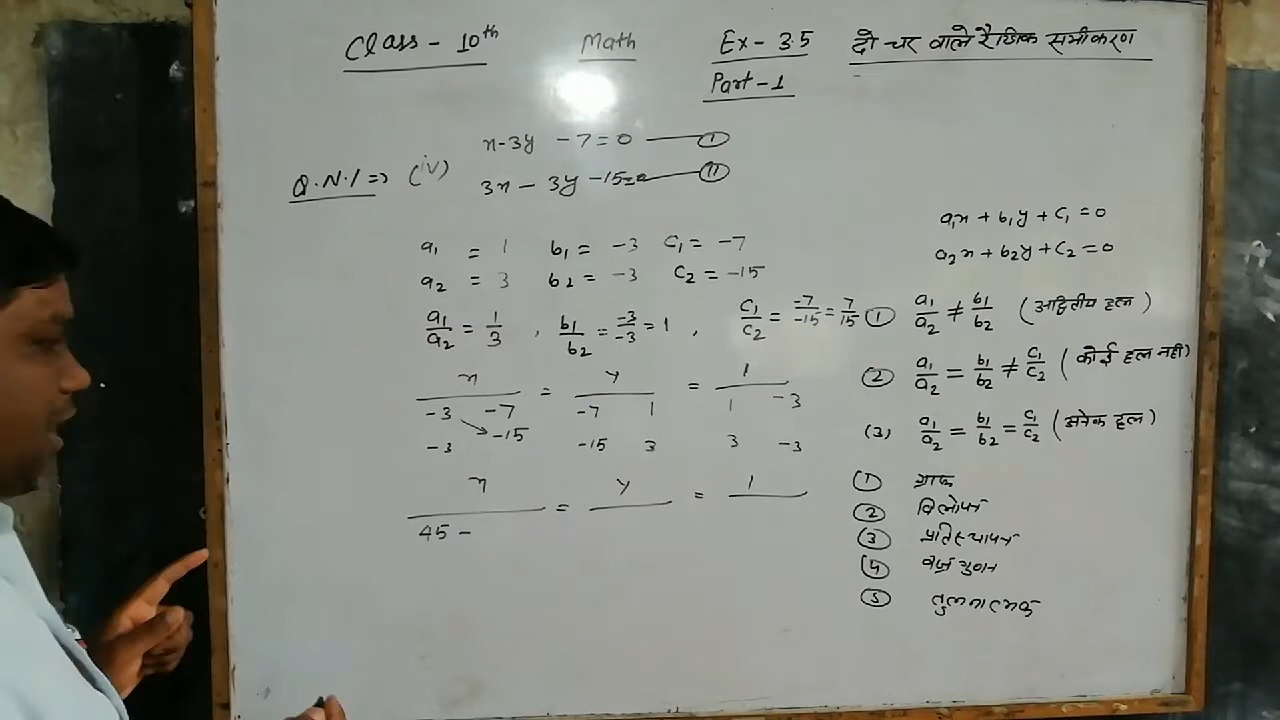 Class - 10th Math Ex - 3.5 दो चर वाले रैखिक समीकरण
Part - 1
x - 3y - 7 = 0 — (I)
Q.N.1 ⇒ (iv) 3x - 3y - 15 = 0 — (II)
a₁ = 1 b₁ = -3 c₁ = -7
a₂ = 3 b₂ = -3 c₂ = -15
a₁/a₂ = 1/3 , b₁/b₂ = -3/-3 = 1 , c₁/c₂ = -7/-15 = 7/15
x = y = 1
-3 -7 -7 1 1 -3
-3 -15 -15 3 3 -3
x = y = 1
45 -
a₁x + b₁y + c₁ = 0
a₂x + b₂y + c₂ = 0
① a₁/a₂ ≠ b₁/b₂ (अद्वितीय हल)
② a₁/a₂ = b₁/b₂ ≠ c₁/c₂ (कोई हल नही)
(3) a₁/a₂ = b₁/b₂ = c₁/c₂ (अनेक हल)
① ग्राफ
② विलोपन
③ प्रतिस्थापन
④ वज्रगुणन
⑤ तुलनात्मक